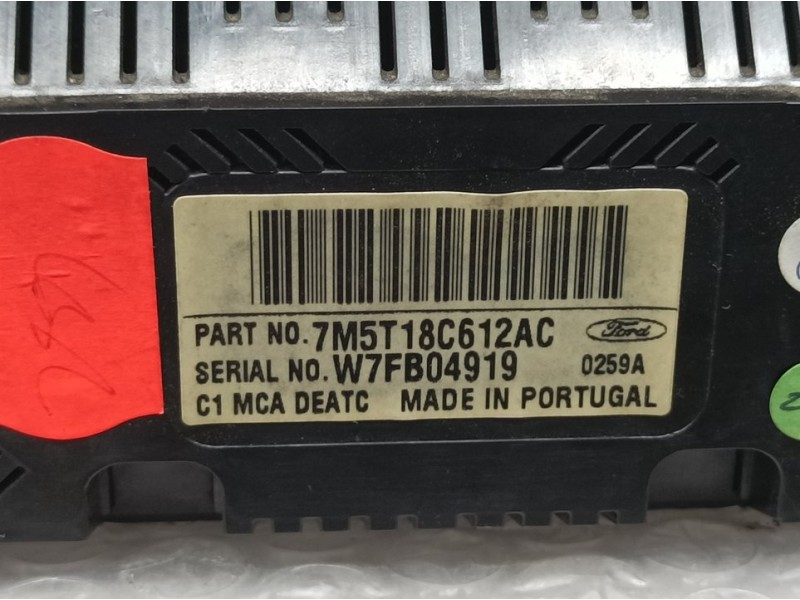 PART NO. 7M5T18C612AC Ford
SERIAL NO. W7FB04919 0259A
C1 MCA DEATC MADE IN PORTUGAL